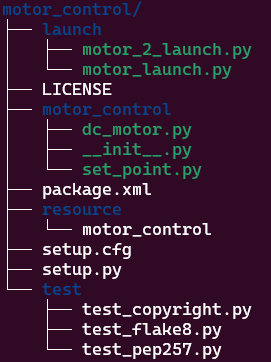 motor_control/
├── launch
│   ├── motor_2_launch.py
│   └── motor_launch.py
├── LICENSE
├── motor_control
│   ├── dc_motor.py
│   ├── __init__.py
│   └── set_point.py
├── package.xml
├── resource
│   └── motor_control
├── setup.cfg
├── setup.py
└── test
    ├── test_copyright.py
    ├── test_flake8.py
    └── test_pep257.py